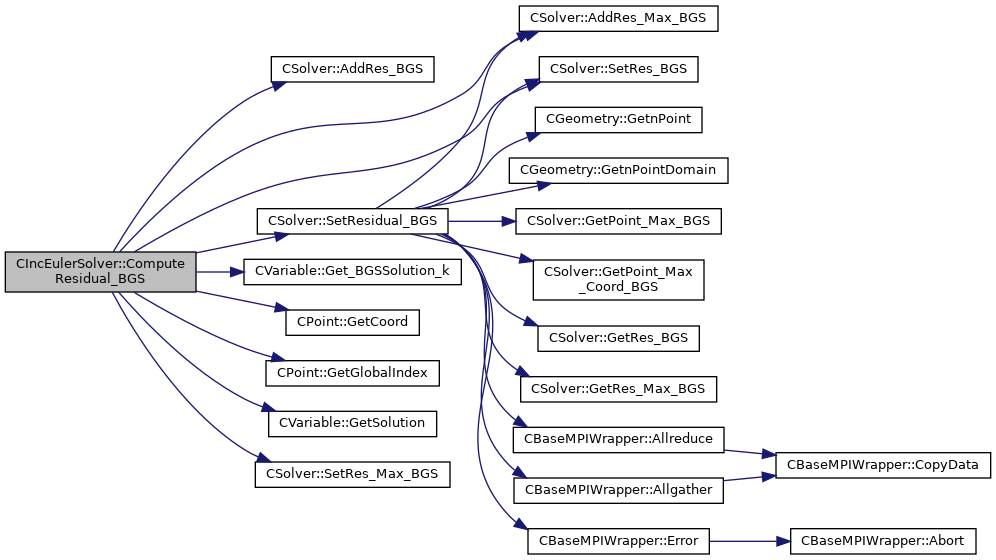 CIncEulerSolver::Compute
Residual_BGS
CSolver::AddRes_BGS
CSolver::SetResidual_BGS
CVariable::Get_BGSSolution_k
CPoint::GetCoord
CPoint::GetGlobalIndex
CVariable::GetSolution
CSolver::SetRes_Max_BGS
CSolver::AddRes_Max_BGS
CSolver::SetRes_BGS
CGeometry::GetnPoint
CGeometry::GetnPointDomain
CSolver::GetPoint_Max_BGS
CSolver::GetPoint_Max
_Coord_BGS
CSolver::GetRes_BGS
CSolver::GetRes_Max_BGS
CBaseMPIWrapper::Allreduce
CBaseMPIWrapper::Allgather
CBaseMPIWrapper::Error
CBaseMPIWrapper::CopyData
CBaseMPIWrapper::Abort